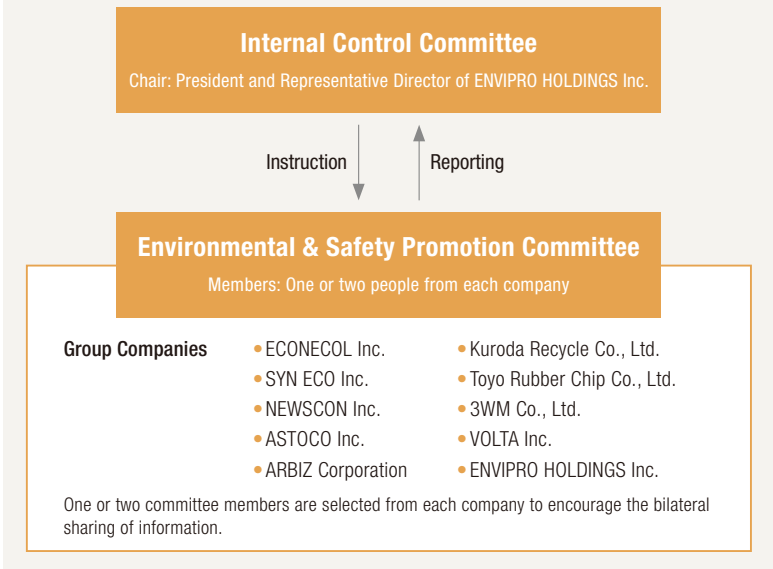 Internal Control Committee
Chair: President and Representative Director of ENVIPRO HOLDINGS Inc.
Instruction
Reporting
Environmental & Safety Promotion Committee
Members: One or two people from each company
Group Companies
• ECONECOL Inc.
• SYN ECO Inc.
• NEWSCON Inc.
• ASTOCO Inc.
• ARBIZ Corporation
• Kuroda Recycle Co., Ltd.
• Toyo Rubber Chip Co., Ltd.
• 3WM Co., Ltd.
• VOLTA Inc.
• ENVIPRO HOLDINGS Inc.
One or two committee members are selected from each company to encourage the bilateral
sharing of information.